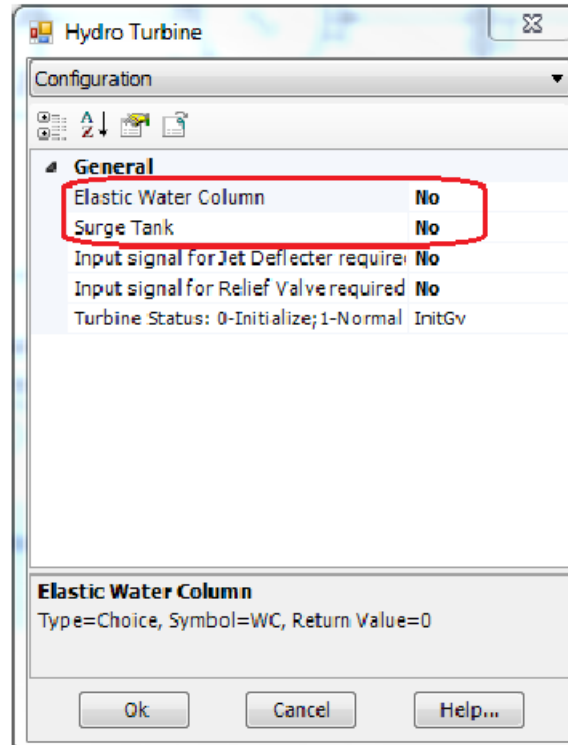 Hydro Turbine
Configuration
General
Elastic Water Column No
Surge Tank No
Input signal for Jet Deflecter require No
Input signal for Relief Valve required No
Turbine Status: 0-Initialize;1-Normal InitGv
Elastic Water Column
Type=Choice, Symbol=WC, Return Value=0
Ok Cancel Help...